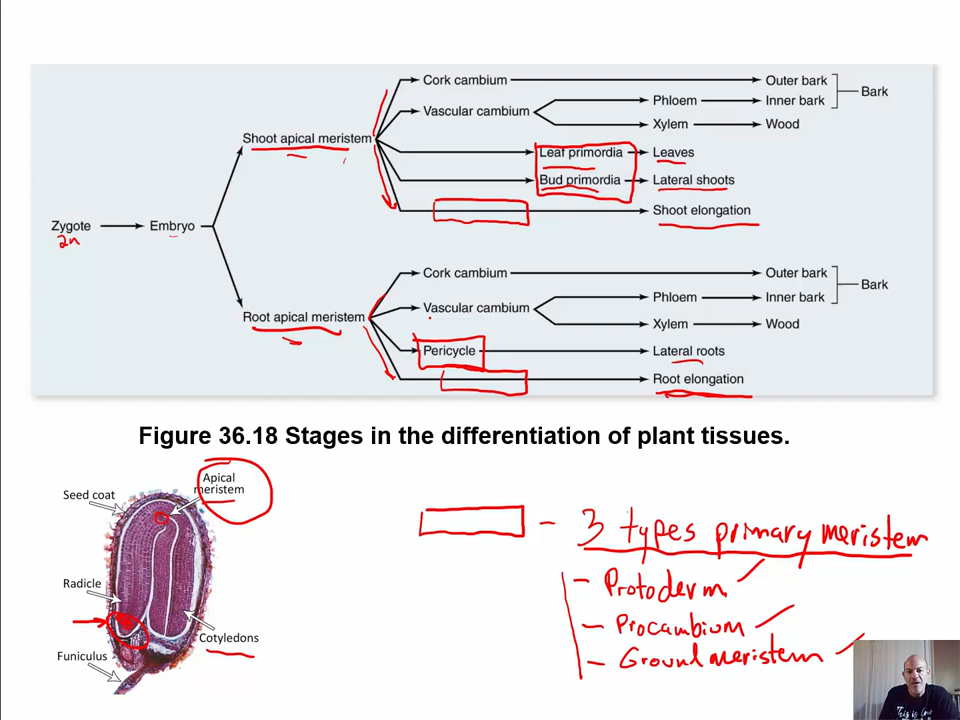 Cork cambium
Outer bark
Bark
Vascular cambium
Phloem
Inner bark
Xylem
Wood
Shoot apical meristem
Leaf primordia
Leaves
Bud primordia
Lateral shoots
Shoot elongation
Zygote
2n
Embryo
Root apical meristem
Cork cambium
Outer bark
Bark
Vascular cambium
Phloem
Inner bark
Xylem
Wood
Pericycle
Lateral roots
Root elongation
Figure 36.18 Stages in the differentiation of plant tissues.
Apical
meristem
Seed coat
Radicle
Cotyledons
Funiculus
- 3 types primary meristem
- Protoderm
- Procambium
- Ground meristem